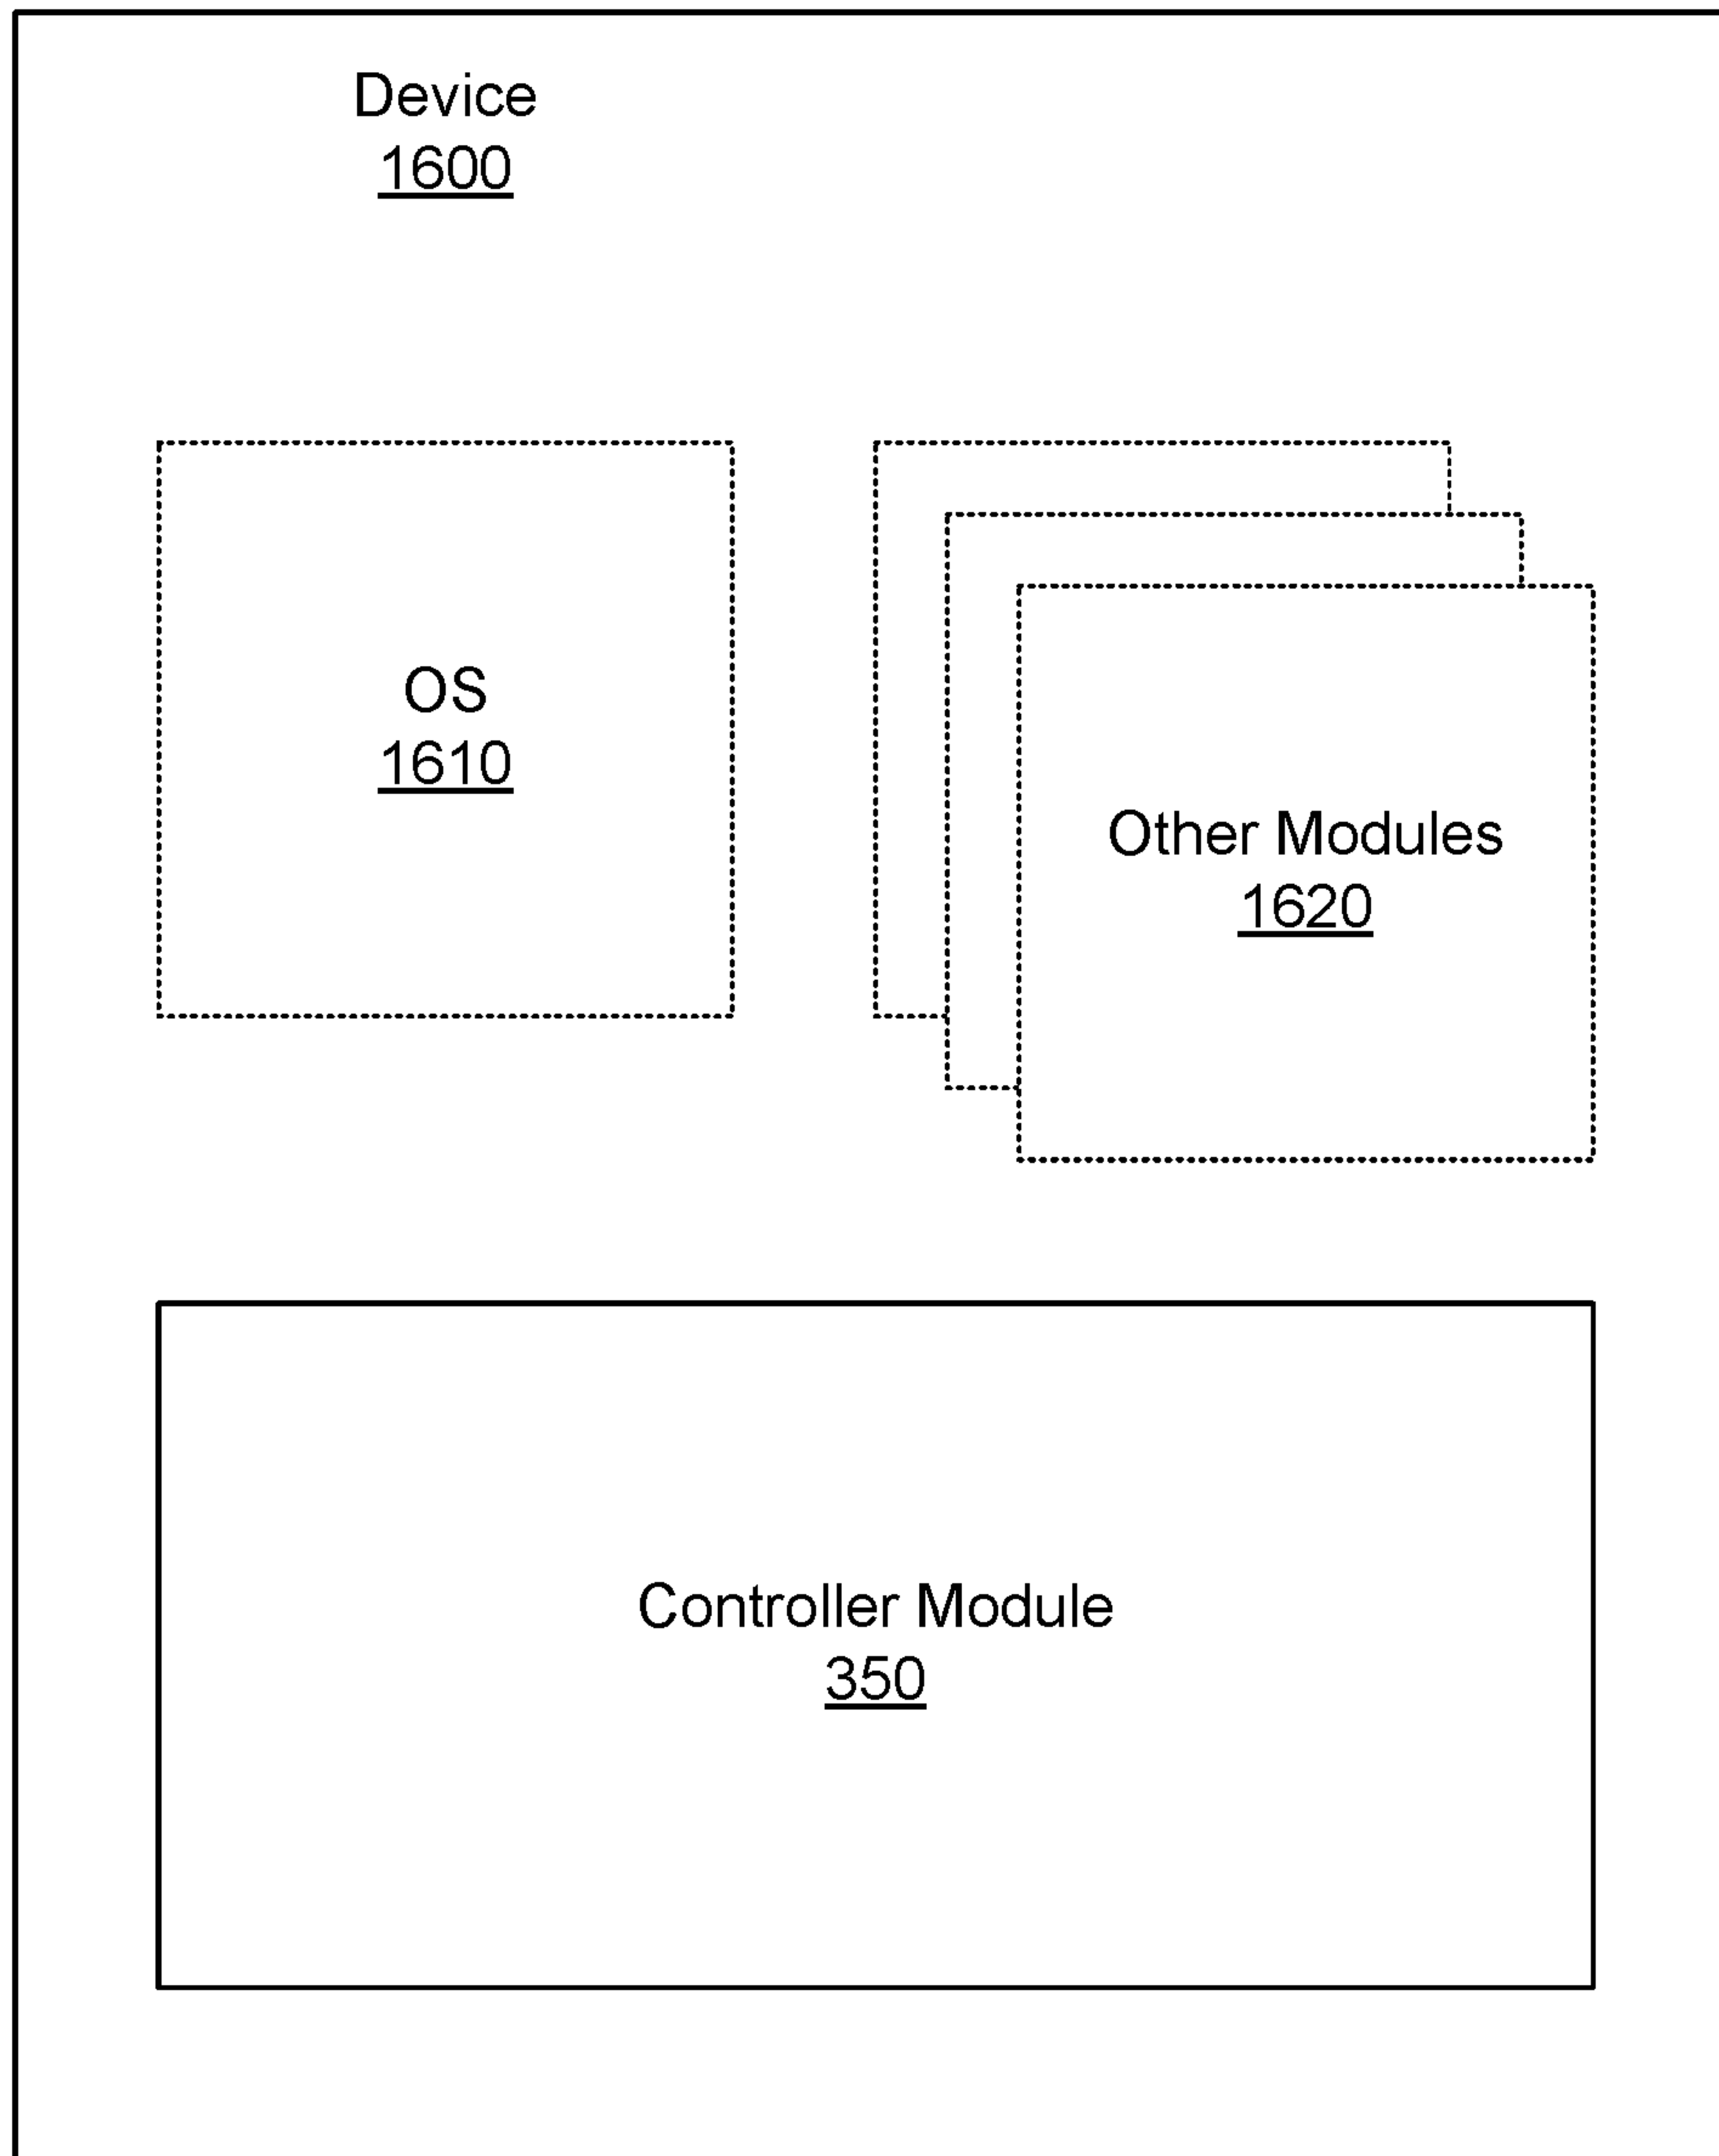 Device
1600
OS
1610
Other Modules
1620
Controller Module
350